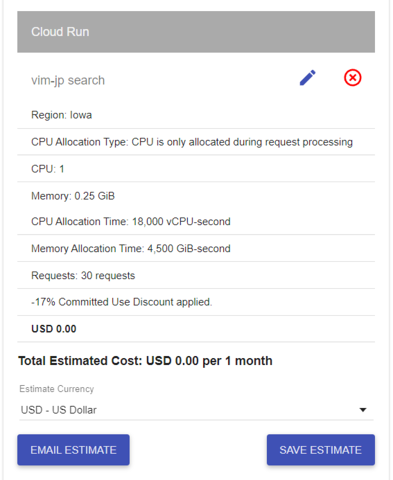 Cloud Run
vim-jp search
Region: Iowa
CPU Allocation Type: CPU is only allocated during request processing
CPU: 1
Memory: 0.25 GiB
CPU Allocation Time: 18,000 vCPU-second
Memory Allocation Time: 4,500 GiB-second
Requests: 30 requests
-17% Committed Use Discount applied.
USD 0.00
Total Estimated Cost: USD 0.00 per 1 month
Estimate Currency
USD - US Dollar
EMAIL ESTIMATE
SAVE ESTIMATE